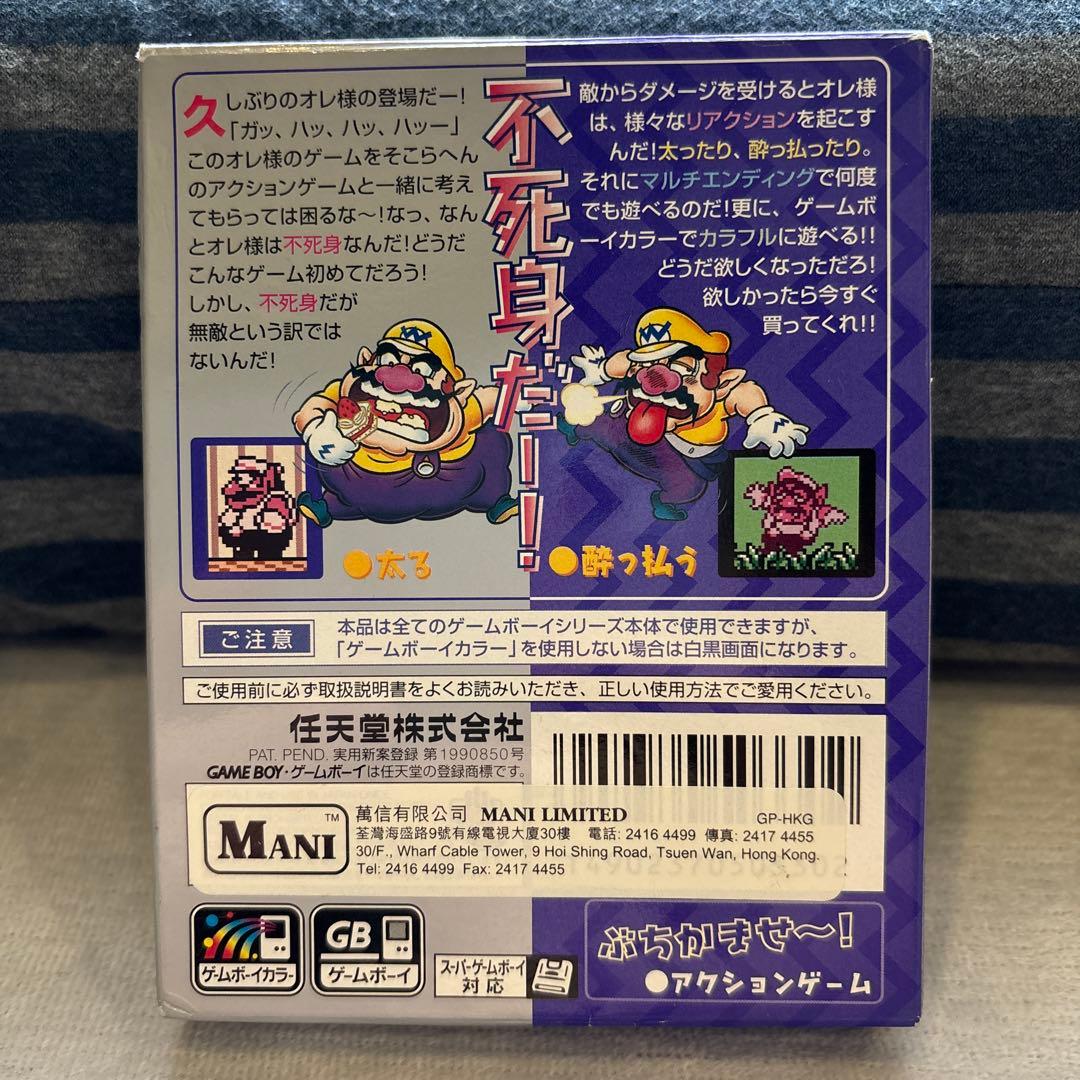 久しぶりのオレ様の登場だー!
「ガッ、ハッ、ハッ、ハッー」
このオレ様のゲームをそこらへん
のアクションゲームと一緒に考え
てもらっては困るな〜!なっ、なん
とオレ様は不死身なんだ!どうだ
こんなゲーム初めてだろう!
しかし、不死身だが
無敵という訳では
ないんだ!
不死身だー!
敵からダメージを受けるとオレ様
は、様々なリアクションを起こす
んだ!太ったり、酔っ払ったり。
それにマルチエンディングで何度
でも遊べるのだ!更に、ゲームボ
ーイカラーでカラフルに遊べる!!
どうだ欲しくなっただろ!
欲しかったら今すぐ
買ってくれ!!
●太る
●酔っ払う
ご注意
本品は全てのゲームボーイシリーズ本体で使用できますが、
「ゲームボーイカラー」を使用しない場合は白黒画面になります。
ご使用前に必ず取扱説明書をよくお読みいただき、正しい使用方法でご愛用ください。
任天堂株式会社
PAT. PEND. 実用新案登録 第1990850号
GAME BOY・ゲームボーイは任天堂の登録商標です。
MANI TM
萬信有限公司 MANI LIMITED GP-HKG
荃灣海盛路9號有線電視大廈30樓 電話: 2416 4499 傳真: 2417 4455
30/F., Wharf Cable Tower, 9 Hoi Shing Road, Tsuen Wan, Hong Kong.
Tel: 2416 4499 Fax: 2417 4455
ゲームボーイカラー
GB
ゲームボーイ
スーパーゲームボーイ
対応
ぶちかませ〜!
●アクションゲーム